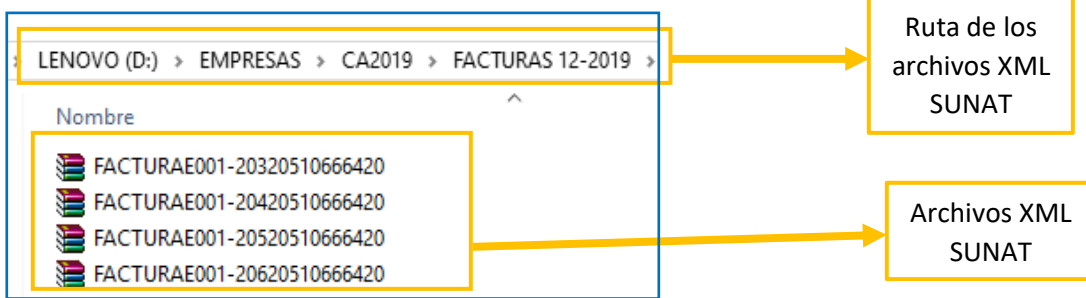 LENOVO (D:) > EMPRESAS > CA2019 > FACTURAS 12-2019 >
Nombre
FACTURAE001-20320510666420
FACTURAE001-20420510666420
FACTURAE001-20520510666420
FACTURAE001-20620510666420
Ruta de los
archivos XML
SUNAT
Archivos XML
SUNAT